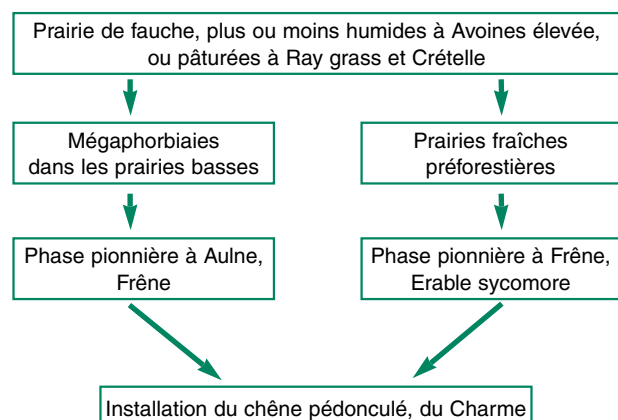 Prairie de fauche, plus ou moins humides à Avoines élevée,
ou pâturées à Ray grass et Crételle
Mégaphorbiaies
dans les prairies basses
Prairies fraîches
préforestières
Phase pionnière à Aulne,
Frêne
Phase pionnière à Frêne,
Erable sycomore
Installation du chêne pédonculé, du Charme